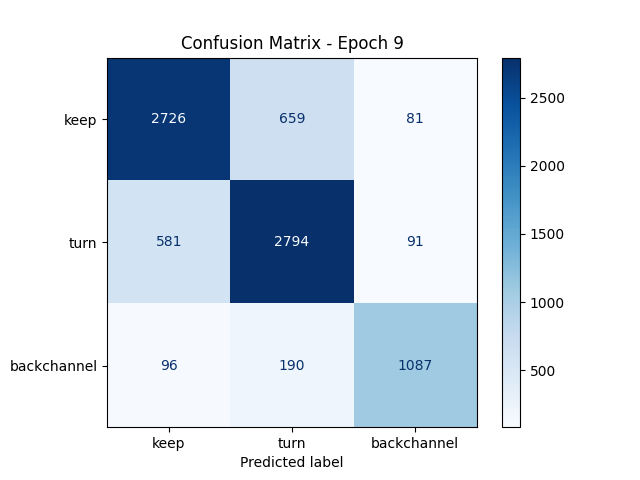 Confusion Matrix - Epoch 9
keep 2726 659 81
turn 581 2794 91
backchannel 96 190 1087
keep turn backchannel
Predicted label
2500
2000
1500
1000
500